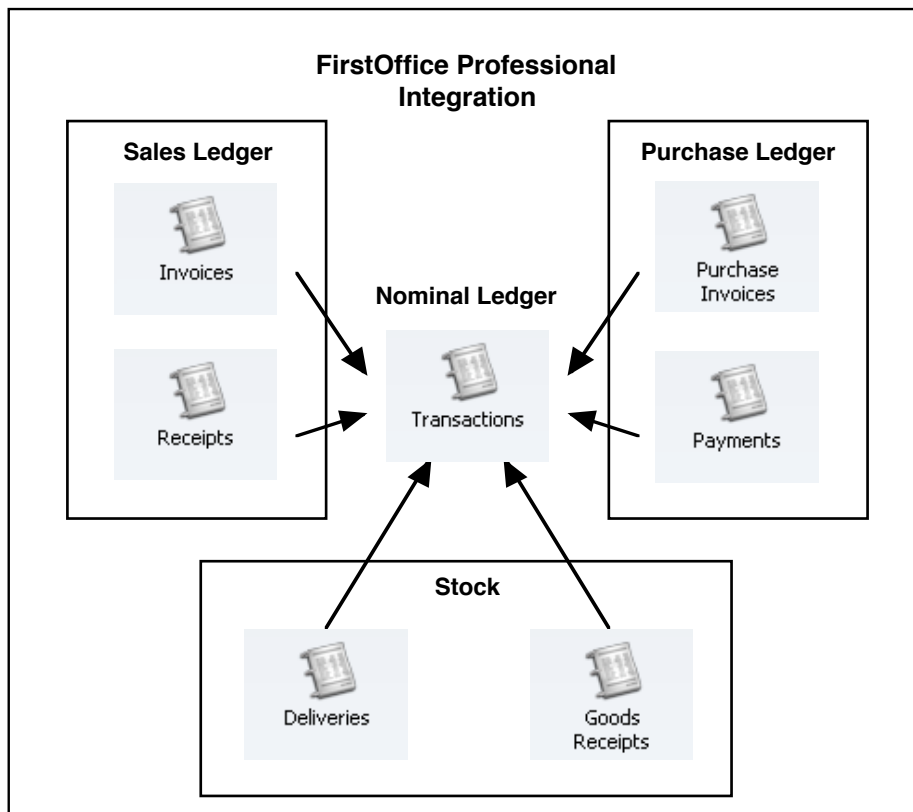 FirstOffice Professional
Integration
Sales Ledger
Invoices
Receipts
Nominal Ledger
Transactions
Purchase Ledger
Purchase
Invoices
Payments
Stock
Deliveries
Goods
Receipts